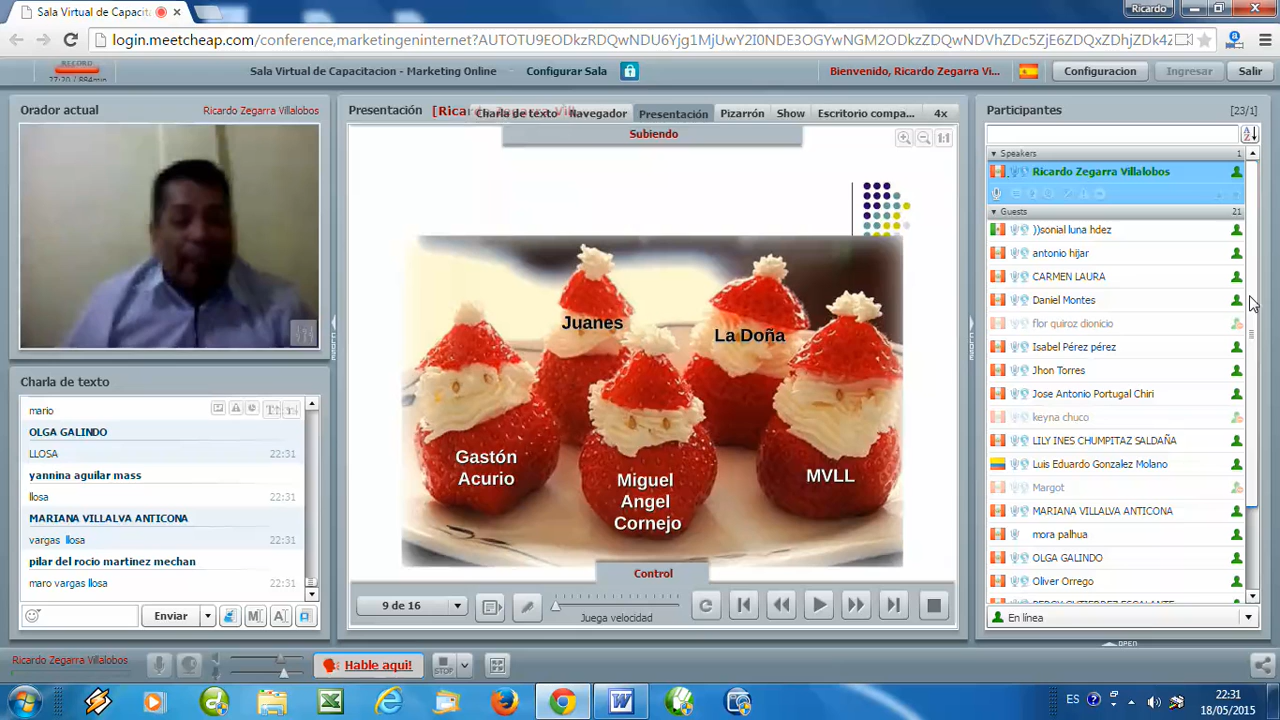 Sala Virtual de Capacita
Ricardo
login.meetcheap.com/conference,marketingeninternet?
RECORD
Sala Virtual de Capacitacion - Marketing Online
Configurar Sala
Bienvenido, Ricardo Zegarra Vi...
Configuracion
Ingresar
Salir
Orador actual
Ricardo Zegarra Villalobos
Presentación
Charla de texto
Navegador
Presentación
Pizarrón
Show
Escritorio compa...
4x
Subiendo
1:1
Juanes
La Doña
Gastón
Acurio
Miguel
Angel
Cornejo
MVLL
Control
9 de 16
Juega velocidad
Participantes
[23/1]
Speakers 1
Ricardo Zegarra Villalobos
Guests 21
))sonial luna hdez
antonio hijar
CARMEN LAURA
Daniel Montes
flor quiroz dionicio
Isabel Pérez pérez
Jhon Torres
Jose Antonio Portugal Chiri
keyna chuco
LILY INES CHUMPITAZ SALDAÑA
Luis Eduardo Gonzalez Molano
Margot
MARIANA VILLALVA ANTICONA
mora palhua
OLGA GALINDO
Oliver Orrego
En línea
Charla de texto
mario
OLGA GALINDO
LLOSA 22:31
yannina aguilar mass
llosa 22:31
MARIANA VILLALVA ANTICONA
vargas llosa 22:31
pilar del rocio martinez mechan
maro vargas llosa 22:31
Enviar
Ricardo Zegarra Villalobos
Hable aqui!
STOP
OPEN
ES
22:31
18/05/2015